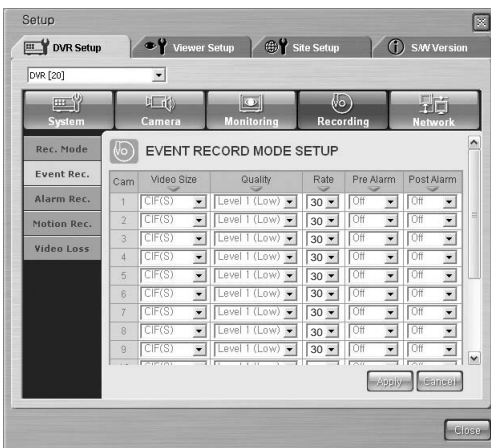 Setup
DVR Setup Viewer Setup Site Setup S/W Version
DVR [20]
System Camera Monitoring Recording Network
Rec. Mode
Event Rec.
Alarm Rec.
Motion Rec.
Video Loss
EVENT RECORD MODE SETUP
Cam Video Size Quality Rate Pre Alarm Post Alarm
1 CIF(S) Level 1 (Low) 30 Off Off
2 CIF(S) Level 1 (Low) 30 Off Off
3 CIF(S) Level 1 (Low) 30 Off Off
4 CIF(S) Level 1 (Low) 30 Off Off
5 CIF(S) Level 1 (Low) 30 Off Off
6 CIF(S) Level 1 (Low) 30 Off Off
7 CIF(S) Level 1 (Low) 30 Off Off
8 CIF(S) Level 1 (Low) 30 Off Off
9 CIF(S) Level 1 (Low) 30 Off Off
Apply Cancel
Close